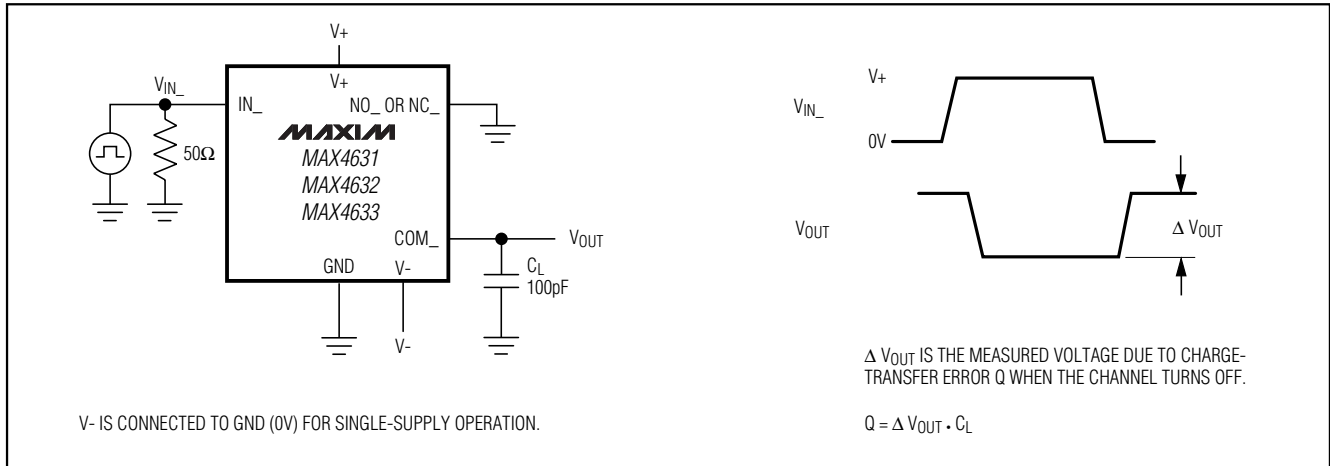 V+
V+
VIN_
IN_
NO_ OR NC_
50Ω
MAXIM
MAX4631
MAX4632
MAX4633
COM_
VOUT
GND
V-
CL
100pF
V-
V- IS CONNECTED TO GND (0V) FOR SINGLE-SUPPLY OPERATION.
V+
VIN_
0V
VOUT
Δ VOUT
Δ VOUT IS THE MEASURED VOLTAGE DUE TO CHARGE-
TRANSFER ERROR Q WHEN THE CHANNEL TURNS OFF.
Q = Δ VOUT • CL